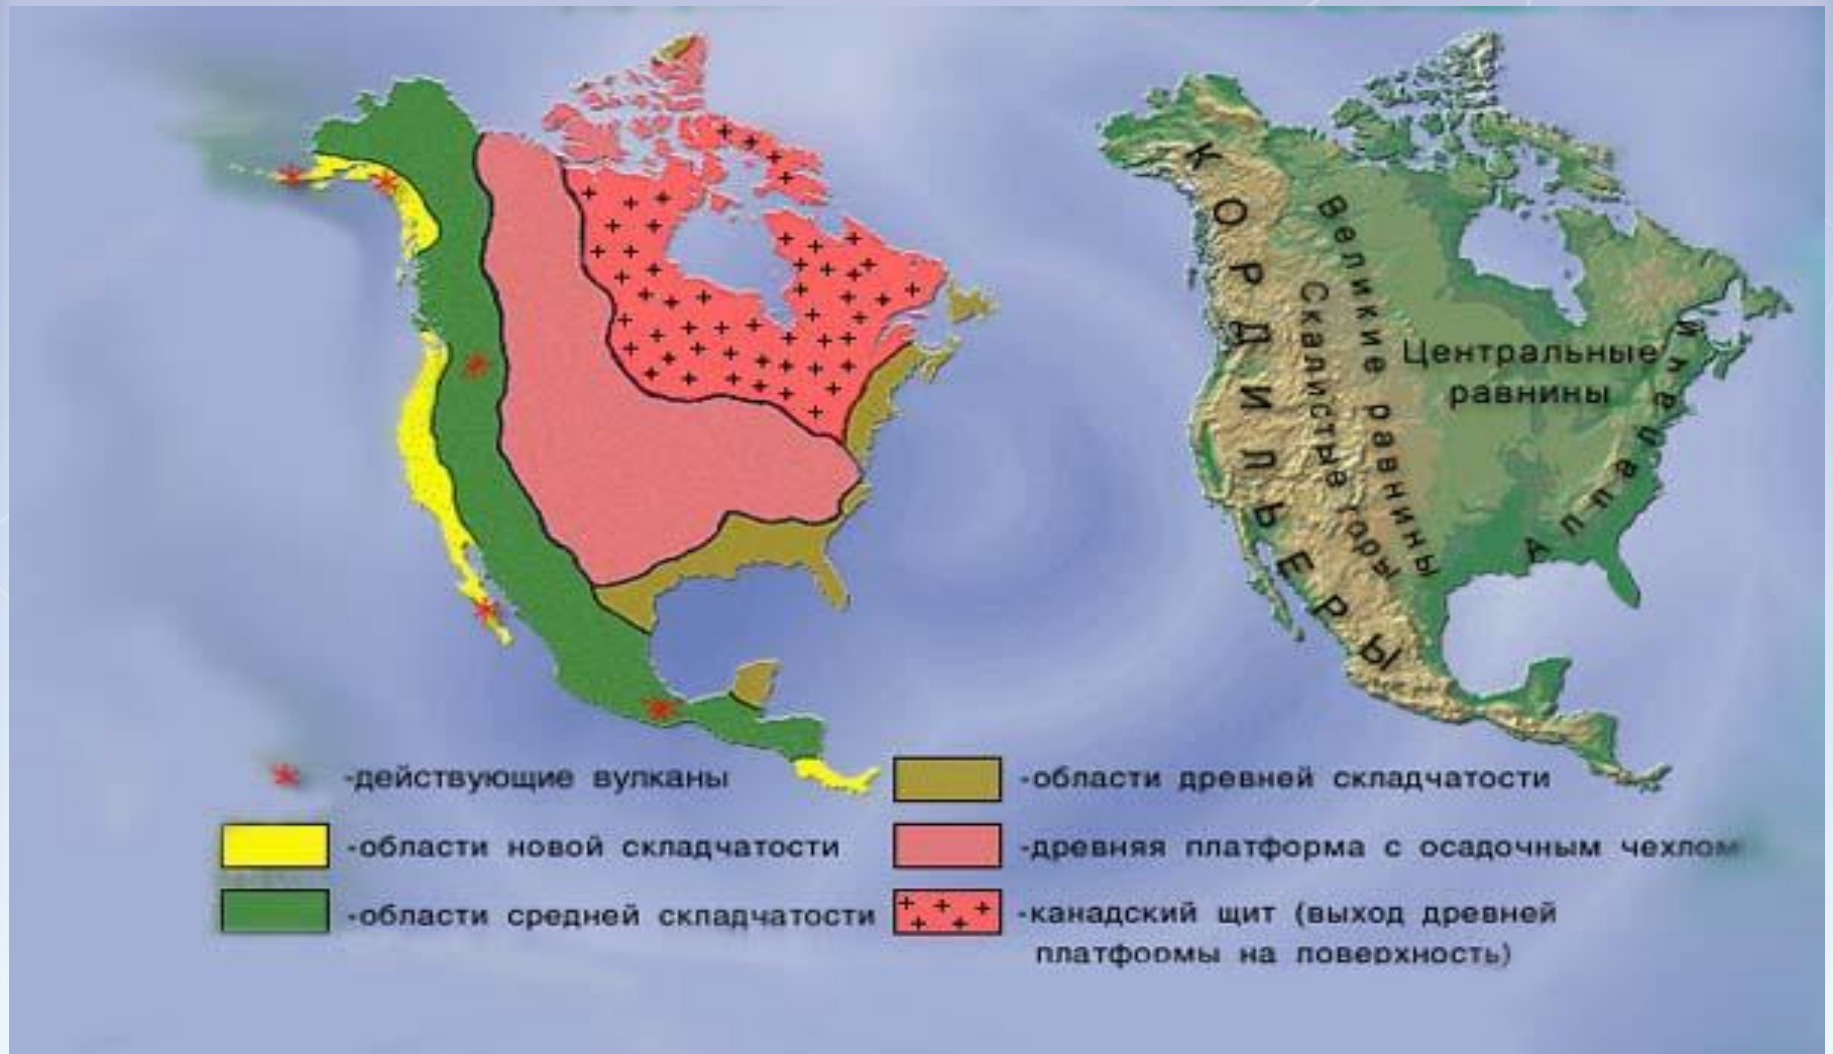 КОРДИЛЬЕРЫ
Великие равнины
Скалистые горы
Центральные
равнины
Аппалачи
-действующие вулканы
-области новой складчатости
-области средней складчатости
-области древней складчатости
-древняя платформа с осадочным чехлом
-канадский щит (выход древней
платформы на поверхность)